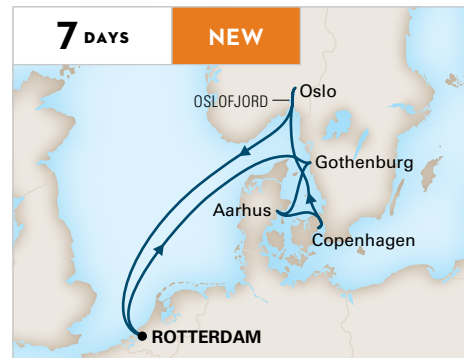 7 DAYS
NEW
Oslo
OSLOFJORD
Gothenburg
Aarhus
Copenhagen
ROTTERDAM